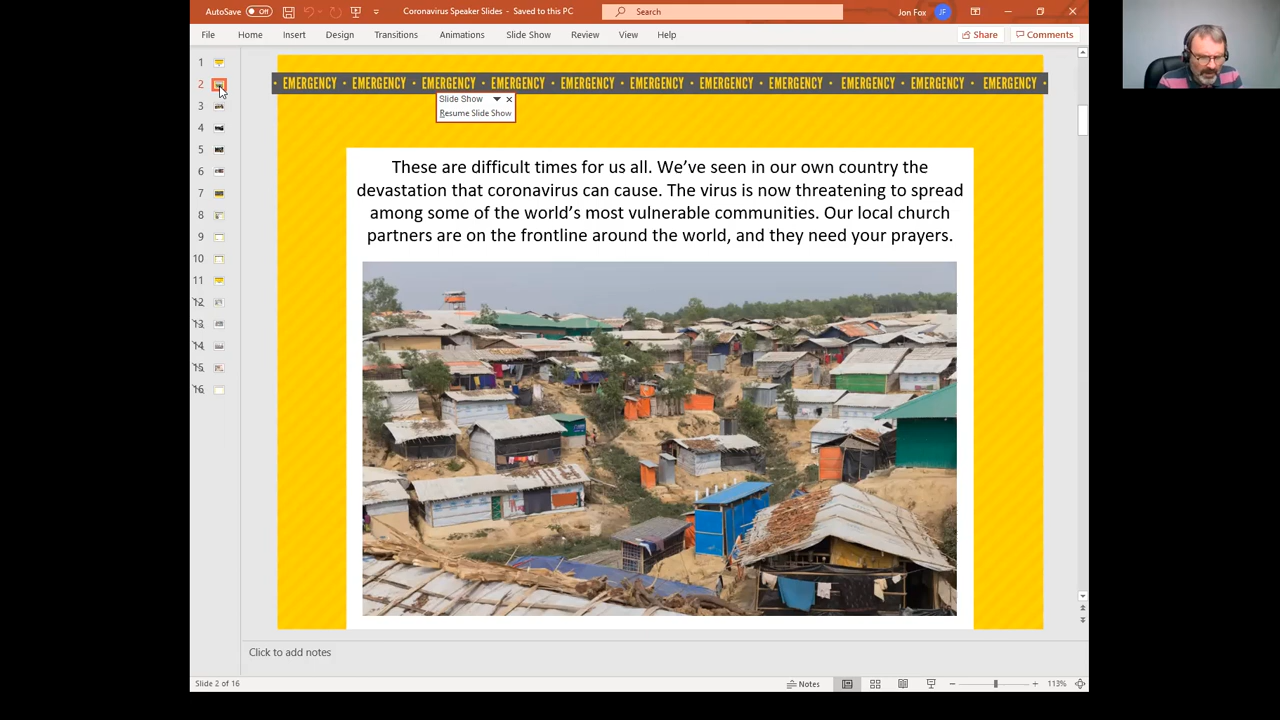 AutoSave Off
Coronavirus Speaker Slides - Saved to this PC
Search
Jon Fox JF
File Home Insert Design Transitions Animations Slide Show Review View Help
Share Comments
1
2
3
4
5
6
7
8
9
10
11
12
13
14
15
16
· EMERGENCY · EMERGENCY · EMERGENCY · EMERGENCY · EMERGENCY · EMERGENCY · EMERGENCY · EMERGENCY · EMERGENCY · EMERGENCY · EMERGENCY ·
Slide Show
Resume Slide Show
These are difficult times for us all. We’ve seen in our own country the
devastation that coronavirus can cause. The virus is now threatening to spread
among some of the world’s most vulnerable communities. Our local church
partners are on the frontline around the world, and they need your prayers.
Click to add notes
Slide 2 of 16
Notes
113%